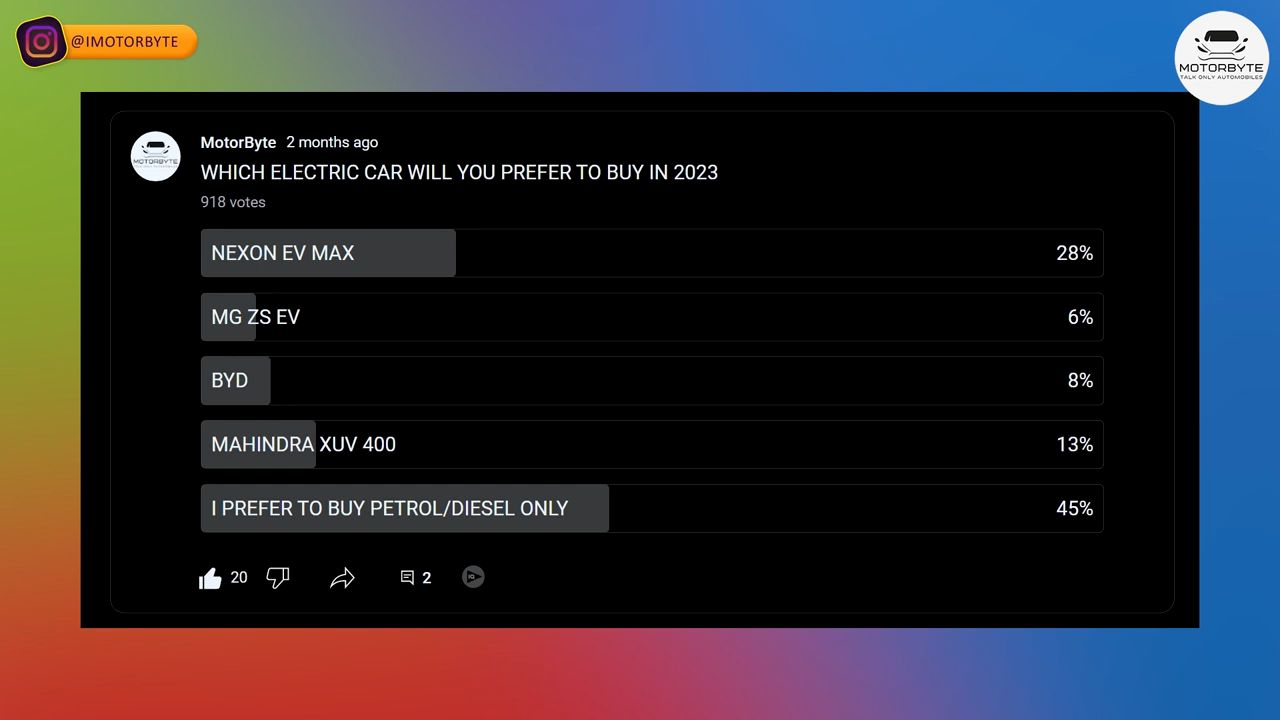 @IMOTORBYTE
MOTORBYTE
TALK ONLY AUTOMOBILES
MotorByte 2 months ago
MOTORBYTE
WHICH ELECTRIC CAR WILL YOU PREFER TO BUY IN 2023
918 votes
NEXON EV MAX 28%
MG ZS EV 6%
BYD 8%
MAHINDRA XUV 400 13%
I PREFER TO BUY PETROL/DIESEL ONLY 45%
20 2